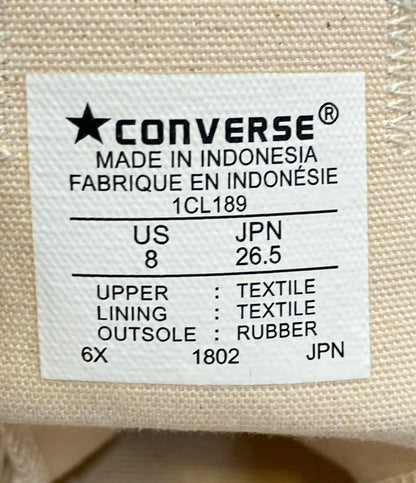 ★CONVERSE®
MADE IN INDONESIA
FABRIQUE EN INDONÉSIE
1CL189
US JPN
8 26.5
UPPER : TEXTILE
LINING : TEXTILE
OUTSOLE : RUBBER
6X 1802 JPN